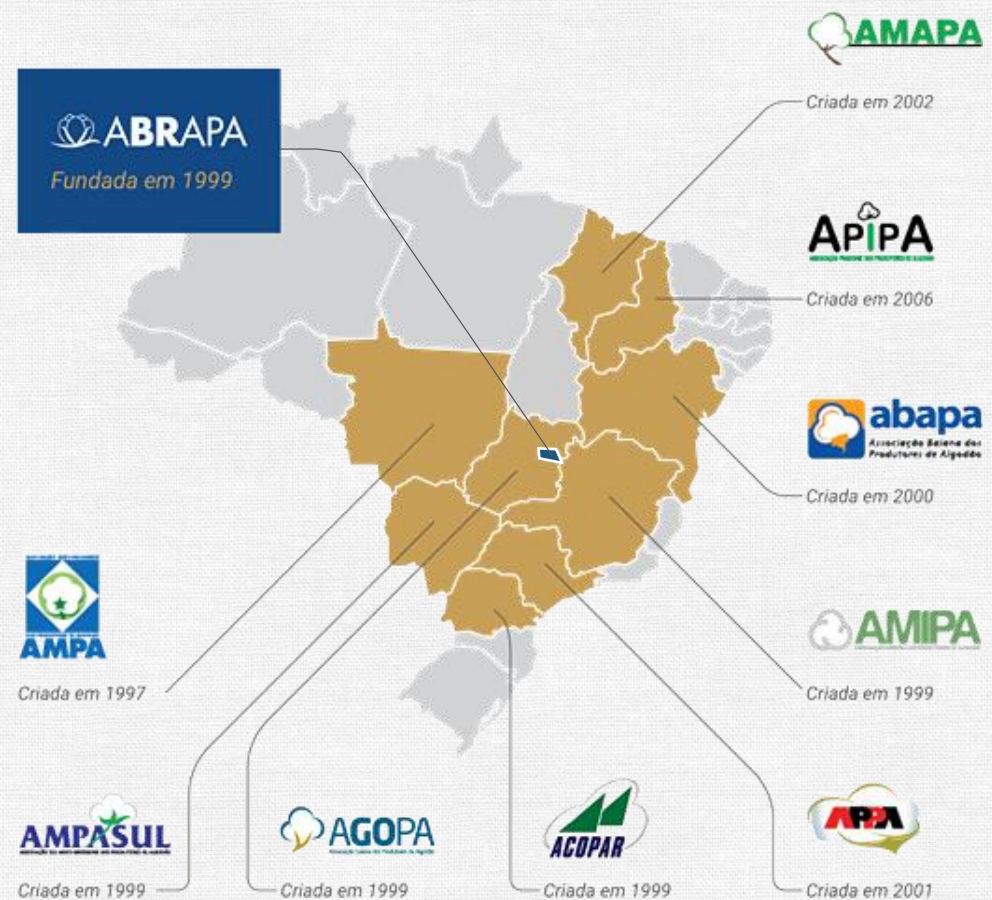 AMAPA
Criada em 2002
ABRAPA
Fundada em 1999
APIPA
Criada em 2006
abapa
Associação Baiana dos
Produtores de Algodão
Criada em 2000
AMPA
Criada em 1997
AMIPA
Criada em 1999
AMPASUL
Criada em 1999
AGOPA
Criada em 1999
ACOPAR
Criada em 1999
APPA
Criada em 2001